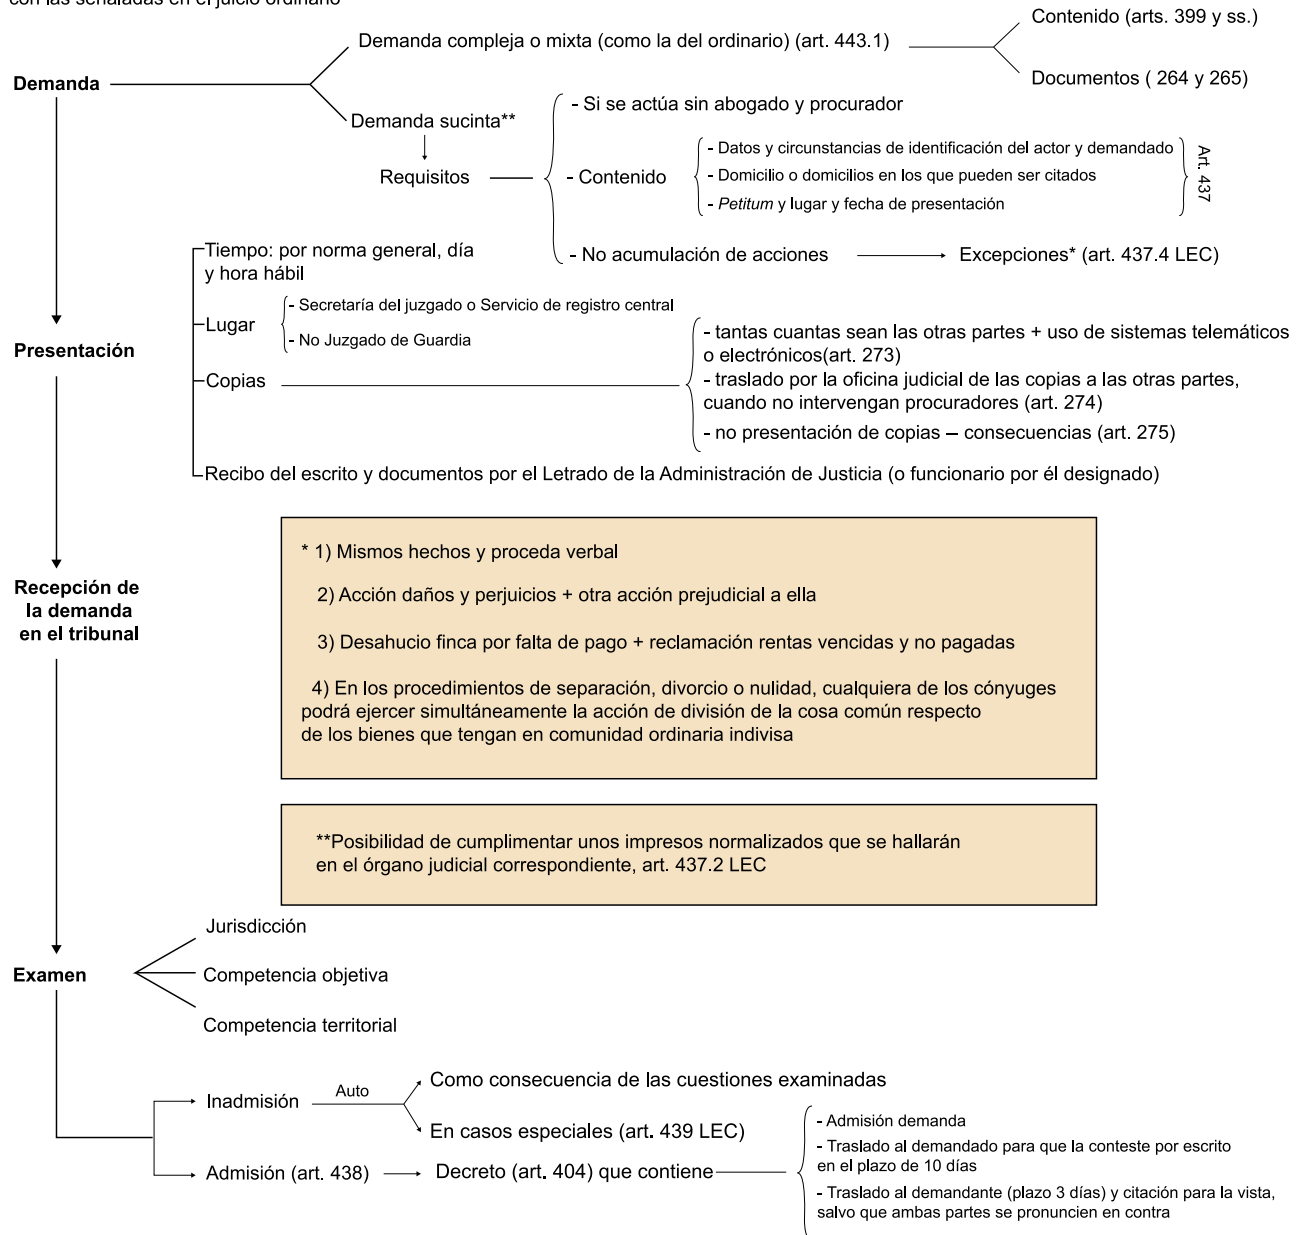 con las señaladas en el juicio ordinario
Demanda
Demanda compleja o mixta (como la del ordinario) (art. 443.1)
Contenido (arts. 399 y ss.)
Documentos ( 264 y 265)
Demanda sucinta**
Requisitos
- Si se actúa sin abogado y procurador
- Contenido
- Datos y circunstancias de identificación del actor y demandado
- Domicilio o domicilios en los que pueden ser citados
- Petitum y lugar y fecha de presentación
Art. 437
- No acumulación de acciones
Excepciones* (art. 437.4 LEC)
Presentación
Tiempo: por norma general, día
y hora hábil
Lugar
- Secretaría del juzgado o Servicio de registro central
- No Juzgado de Guardia
Copias
- tantas cuantas sean las otras partes + uso de sistemas telemáticos
o electrónicos(art. 273)
- traslado por la oficina judicial de las copias a las otras partes,
cuando no intervengan procuradores (art. 274)
- no presentación de copias – consecuencias (art. 275)
Recibo del escrito y documentos por el Letrado de la Administración de Justicia (o funcionario por él designado)
Recepción de
la demanda
en el tribunal
* 1) Mismos hechos y proceda verbal
2) Acción daños y perjuicios + otra acción prejudicial a ella
3) Desahucio finca por falta de pago + reclamación rentas vencidas y no pagadas
4) En los procedimientos de separación, divorcio o nulidad, cualquiera de los cónyuges
podrá ejercer simultáneamente la acción de división de la cosa común respecto
de los bienes que tengan en comunidad ordinaria indivisa
**Posibilidad de cumplimentar unos impresos normalizados que se hallarán
en el órgano judicial correspondiente, art. 437.2 LEC
Examen
Jurisdicción
Competencia objetiva
Competencia territorial
Inadmisión
Auto
Como consecuencia de las cuestiones examinadas
En casos especiales (art. 439 LEC)
Admisión (art. 438)
Decreto (art. 404) que contiene
- Admisión demanda
- Traslado al demandado para que la conteste por escrito
en el plazo de 10 días
- Traslado al demandante (plazo 3 días) y citación para la vista,
salvo que ambas partes se pronuncien en contra